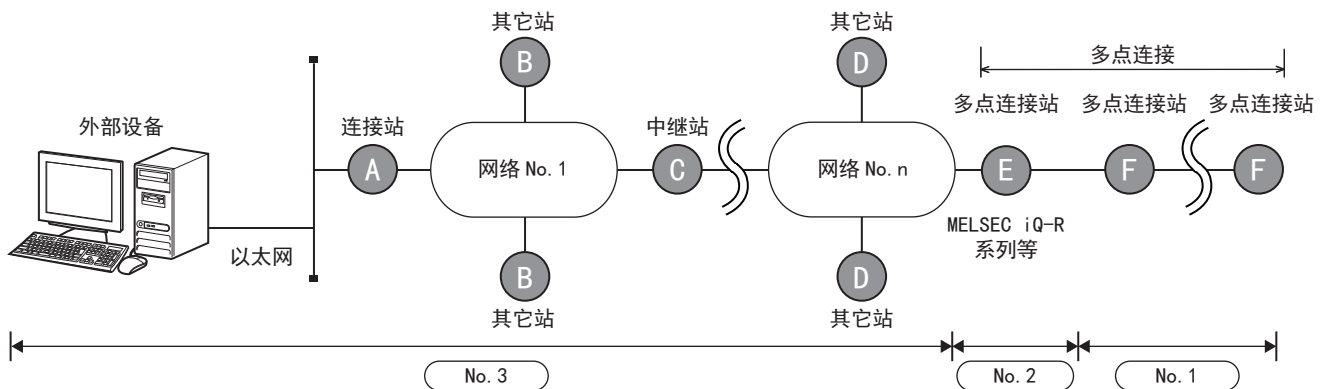 其它站
其它站
多点连接
外部设备
连接站
中继站
多点连接站
多点连接站
多点连接站
B
D
A
网络 No. 1
C
网络 No. n
E
F
F
以太网
MELSEC iQ-R
系列等
B
D
其它站
其它站
No. 3
No. 2
No. 1